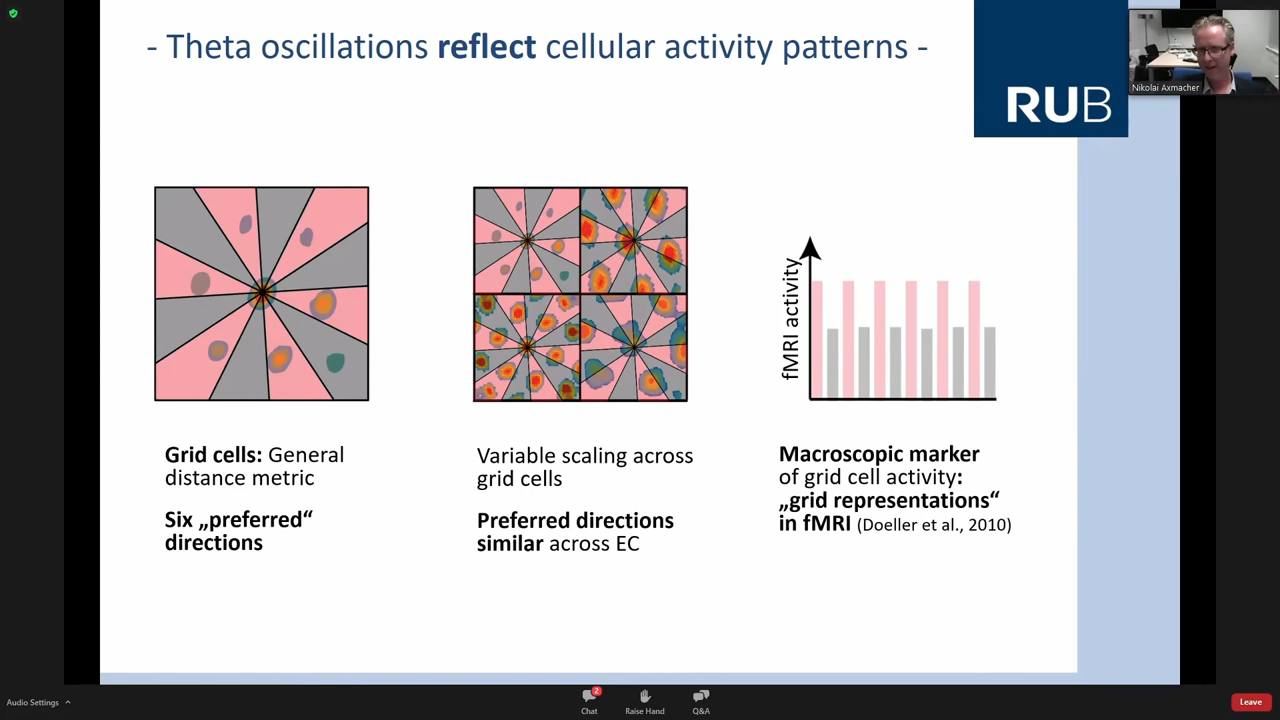 - Theta oscillations reflect cellular activity patterns -
RUB
Nikolai Axmacher
fMRI activity
Grid cells: General
distance metric
Six „preferred“
directions
Variable scaling across
grid cells
Preferred directions
similar across EC
Macroscopic marker
of grid cell activity:
„grid representations“
in fMRI (Doeller et al., 2010)
Audio Settings
2
Chat
Raise Hand
Q&A
Leave